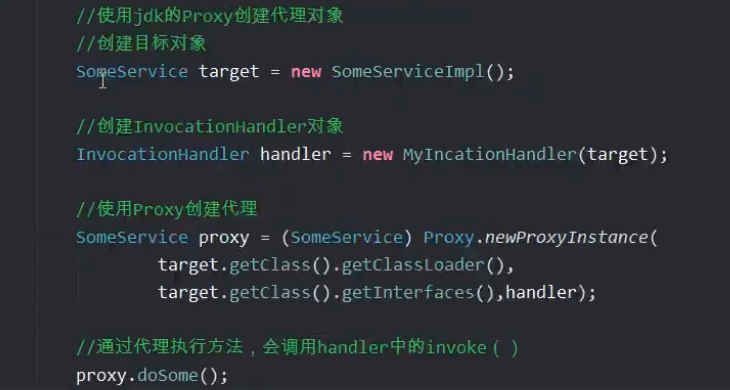 //使用jdk的Proxy创建代理对象
//创建目标对象
SomeService target = new SomeServiceImpl();
//创建InvocationHandler对象
InvocationHandler handler = new MyIncationHandler(target);
//使用Proxy创建代理
SomeService proxy = (SomeService) Proxy.newProxyInstance(
target.getClass().getClassLoader(),
target.getClass().getInterfaces(),handler);
//通过代理执行方法，会调用handler中的invoke（）
proxy.doSome();